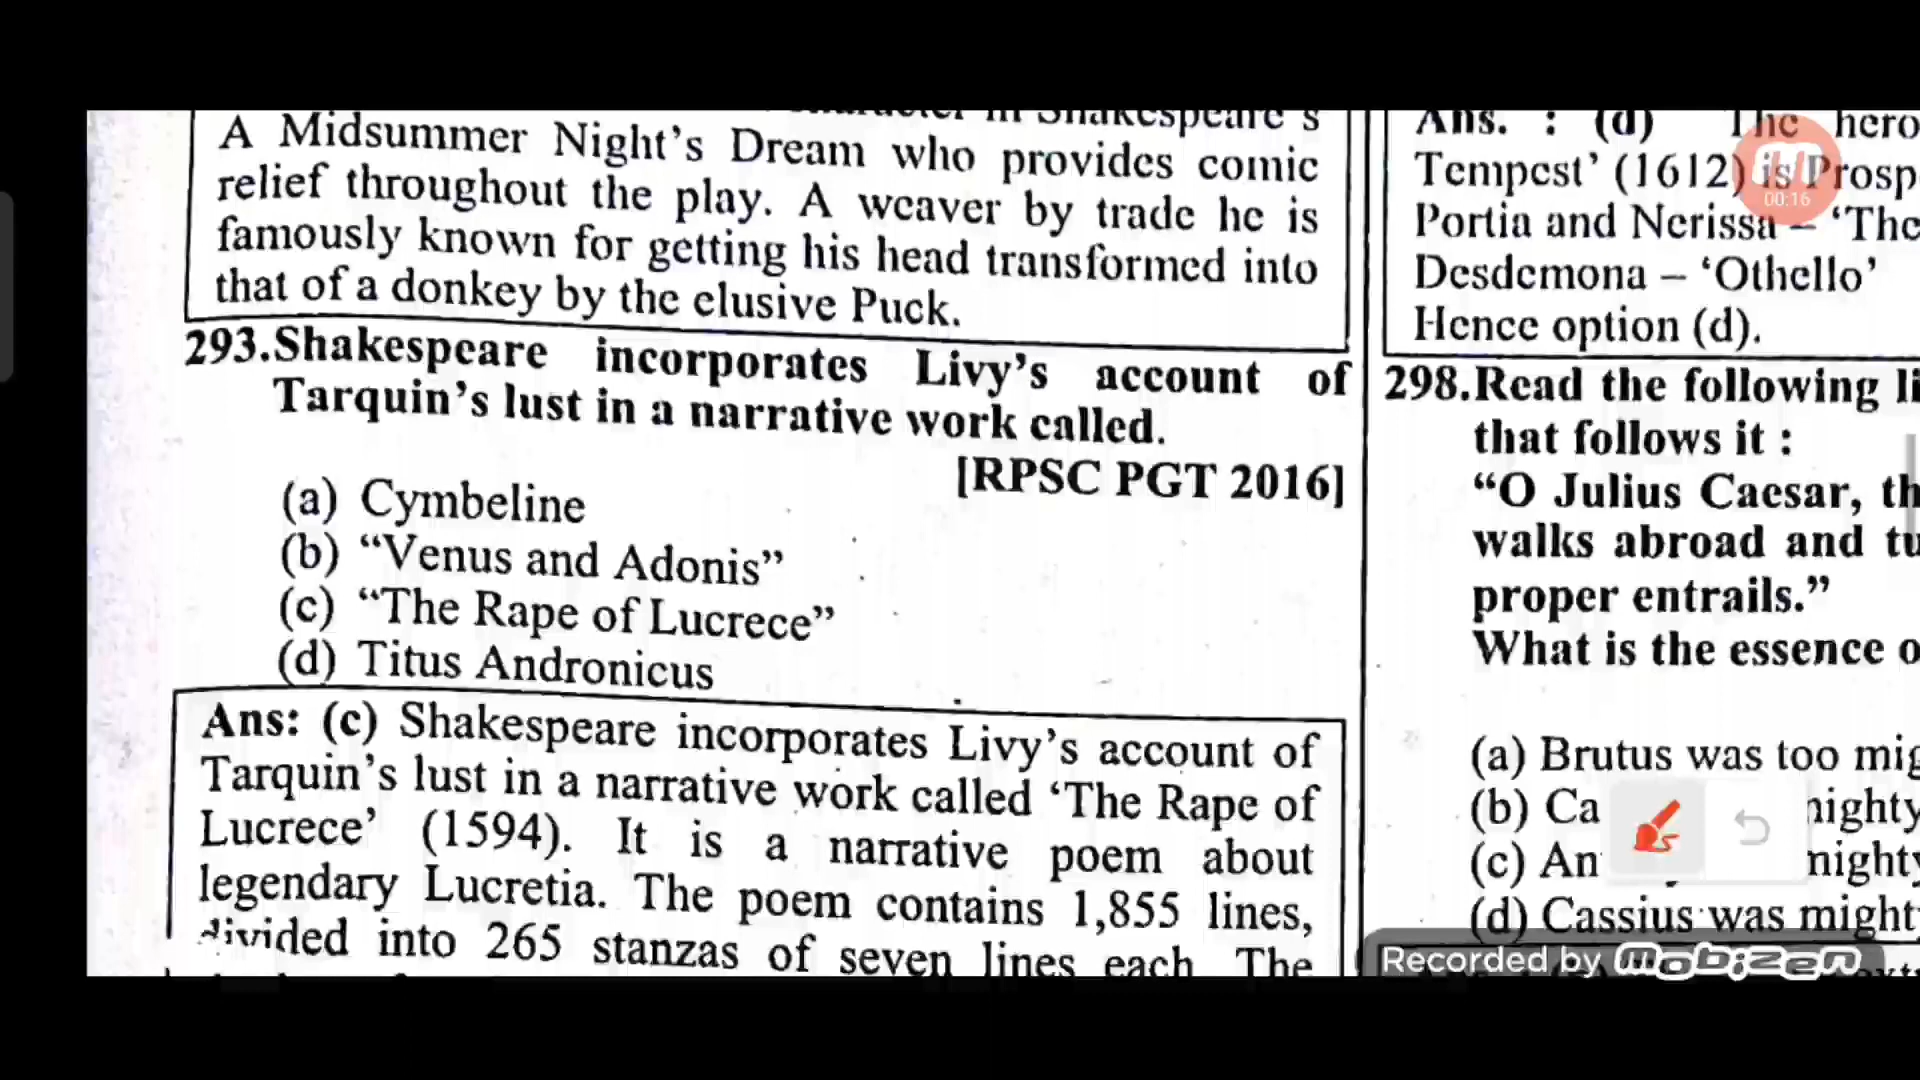 character in Shakespeare's
A Midsummer Night's Dream who provides comic
relief throughout the play. A weaver by trade he is
famously known for getting his head transformed into
that of a donkey by the elusive Puck.
293.Shakespeare incorporates Livy's account of
Tarquin's lust in a narrative work called.
[RPSC PGT 2016]
(a) Cymbeline
(b) “Venus and Adonis”
(c) “The Rape of Lucrece”
(d) Titus Andronicus
Ans: (c) Shakespeare incorporates Livy's account of
Tarquin's lust in a narrative work called ‘The Rape of
Lucrece’ (1594). It is a narrative poem about
legendary Lucretia. The poem contains 1,855 lines,
divided into 265 stanzas of seven lines each. The
Ans. : (d) The hero
Tempest’ (1612) is Prosp
Portia and Nerissa – ‘The
Desdemona – ‘Othello’
Hence option (d).
298.Read the following li
that follows it :
“O Julius Caesar, th
walks abroad and tu
proper entrails.”
What is the essence o
(a) Brutus was too mig
(b) Ca nighty
(c) An nighty
(d) Cassius was might
00:16
Recorded by mobizen